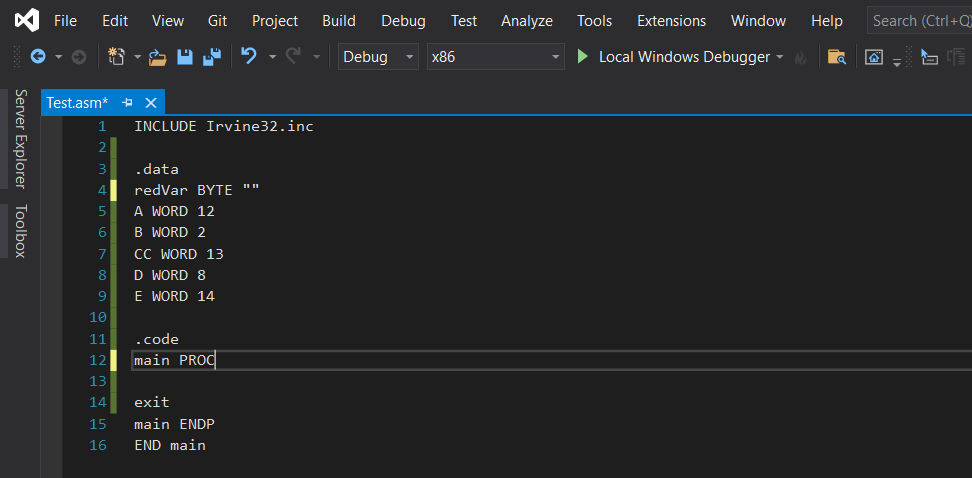 File Edit View Git Project Build Debug Test Analyze Tools Extensions Window Help Search (Ctrl+Q)
Debug x86 Local Windows Debugger
Server Explorer
Toolbox
Test.asm*
1 INCLUDE Irvine32.inc
2
3 .data
4 redVar BYTE ""
5 A WORD 12
6 B WORD 2
7 CC WORD 13
8 D WORD 8
9 E WORD 14
10
11 .code
12 main PROC
13
14 exit
15 main ENDP
16 END main